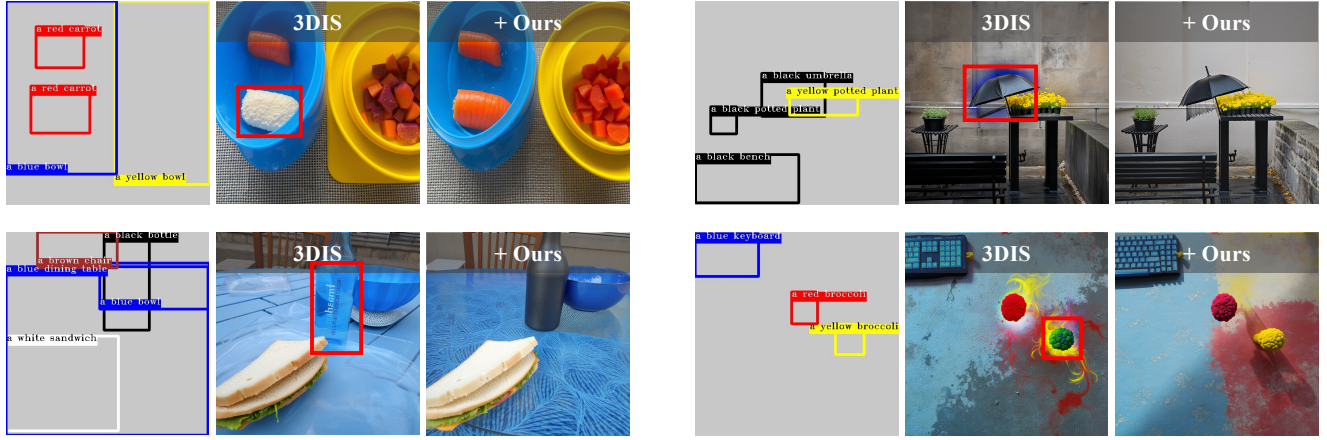 a red carrot
a red carrot
a blue bowl
a yellow bowl
3DIS
+ Ours
a black umbrella
a yellow potted plant
a black potted plant
a black bench
3DIS
+ Ours
a black bottle
a brown chair
a blue dining table
a blue bowl
a white sandwich
3DIS
+ Ours
a blue keyboard
a red broccoli
a yellow broccoli
3DIS
+ Ours